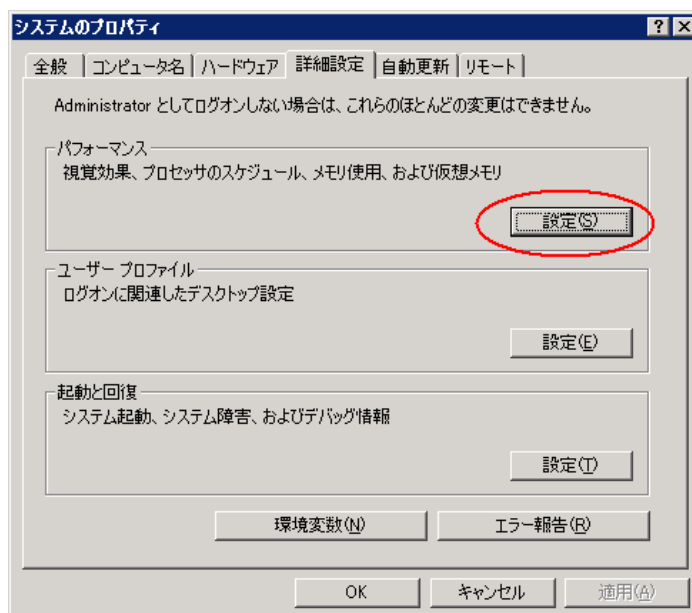 システムのプロパティ
全般 コンピュータ名 ハードウェア 詳細設定 自動更新 リモート
Administrator としてログオンしない場合は、これらのほとんどの変更はできません。
パフォーマンス
視覚効果、プロセッサのスケジュール、メモリ使用、および仮想メモリ
設定(S)
ユーザー プロファイル
ログオンに関連したデスクトップ設定
設定(E)
起動と回復
システム起動、システム障害、およびデバッグ情報
設定(T)
環境変数(N) エラー報告(R)
OK キャンセル 適用(A)